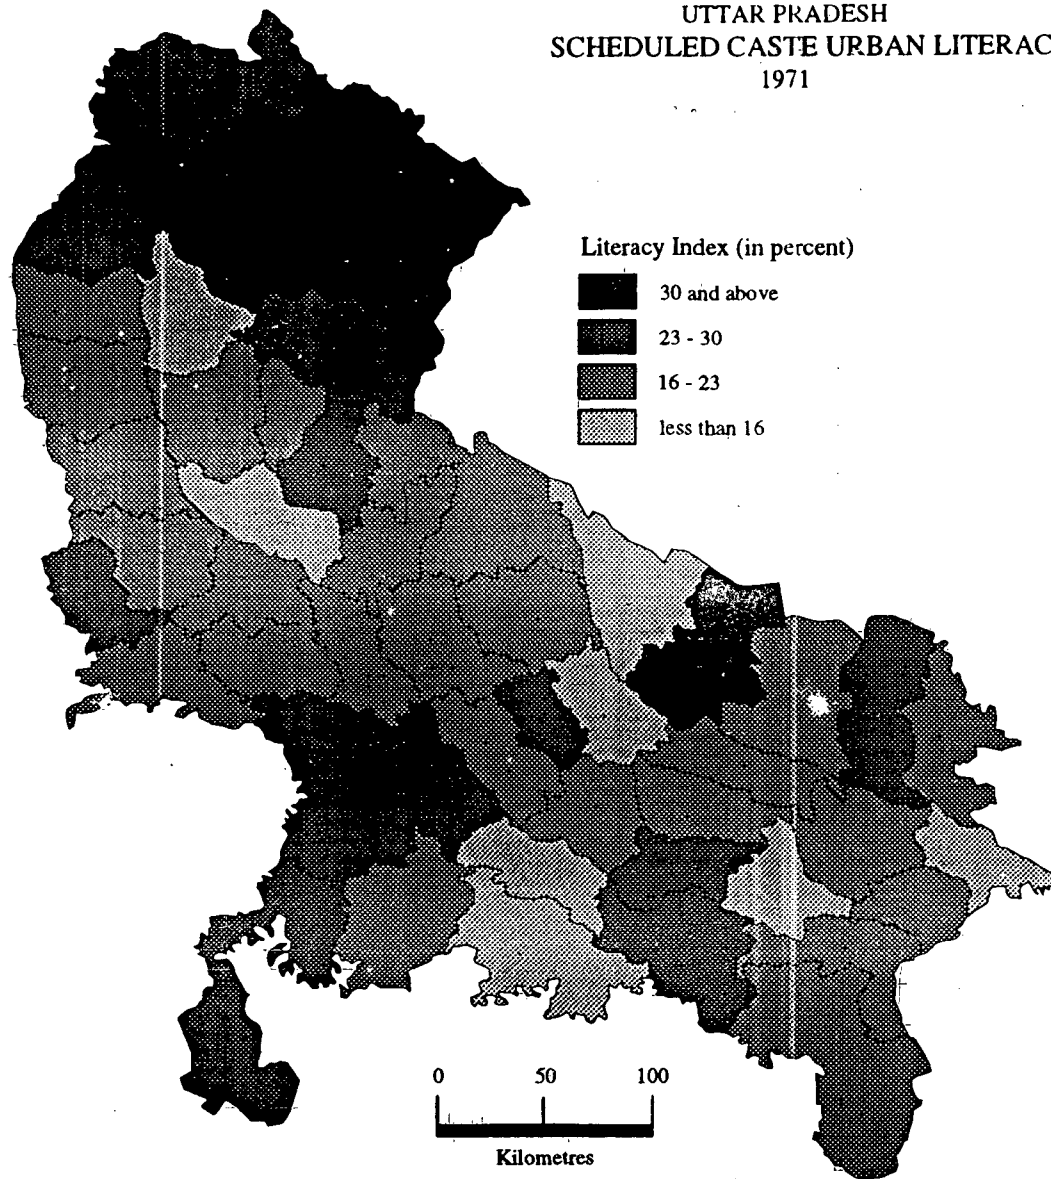 UTTAR PRADESH
SCHEDULED CASTE URBAN LITERAC
1971
Literacy Index (in percent)
30 and above
23 - 30
16 - 23
less than 16
0 50 100
Kilometres